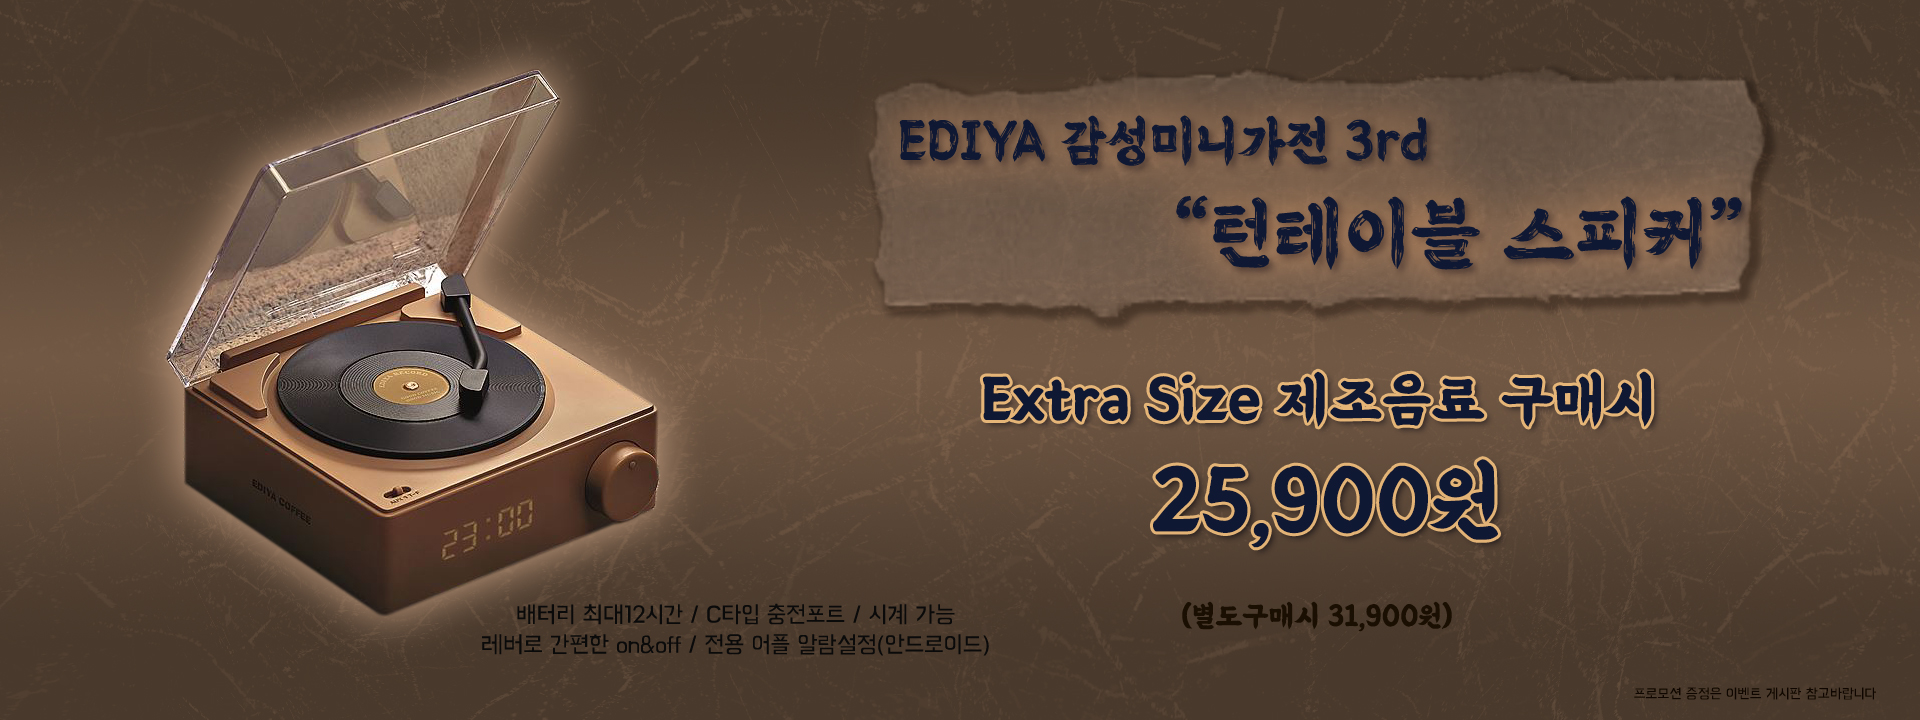 EDIYA 감성미니가전 3rd
“턴테이블 스피커”
Extra Size 제조음료 구매시
25,900원
(별도구매시 31,900원)
EDIYA RECORD
EDIYA COFFEE
23:00
배터리 최대12시간 / C타입 충전포트 / 시계 가능
레버로 간편한 on&off / 전용 어플 알람설정(안드로이드)
프로모션 증점은 이벤트 게시판 참고바랍니다